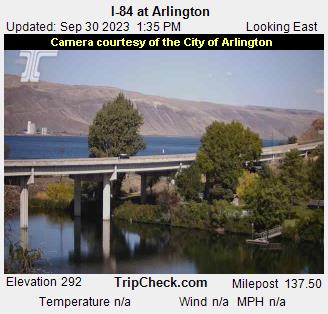 I-84 at Arlington
Updated: Sep 30 2023 1:35 PM Looking East
Camera courtesy of the City of Arlington
Elevation 292 TripCheck.com Milepost 137.50
Temperature n/a Wind n/a MPH n/a